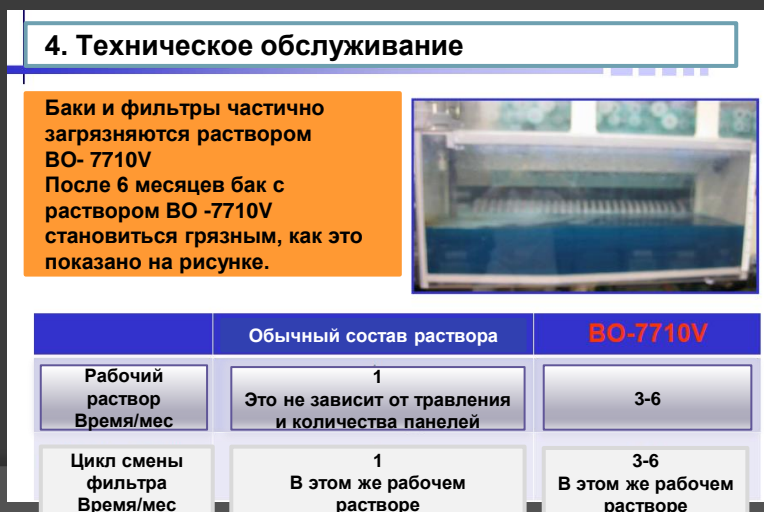 4. Техническое обслуживание
Баки и фильтры частично
загрязняются раствором
ВО- 7710V
После 6 месяцев бак с
раствором ВО -7710V
становиться грязным, как это
показано на рисунке.
Обычный состав раствора
BO-7710V
Рабочий
раствор
Время/мес
1
Это не зависит от травления
и количества панелей
3-6
Цикл смены
фильтра
Время/мес
1
В этом же рабочем
растворе
3-6
В этом же рабочем
растворе